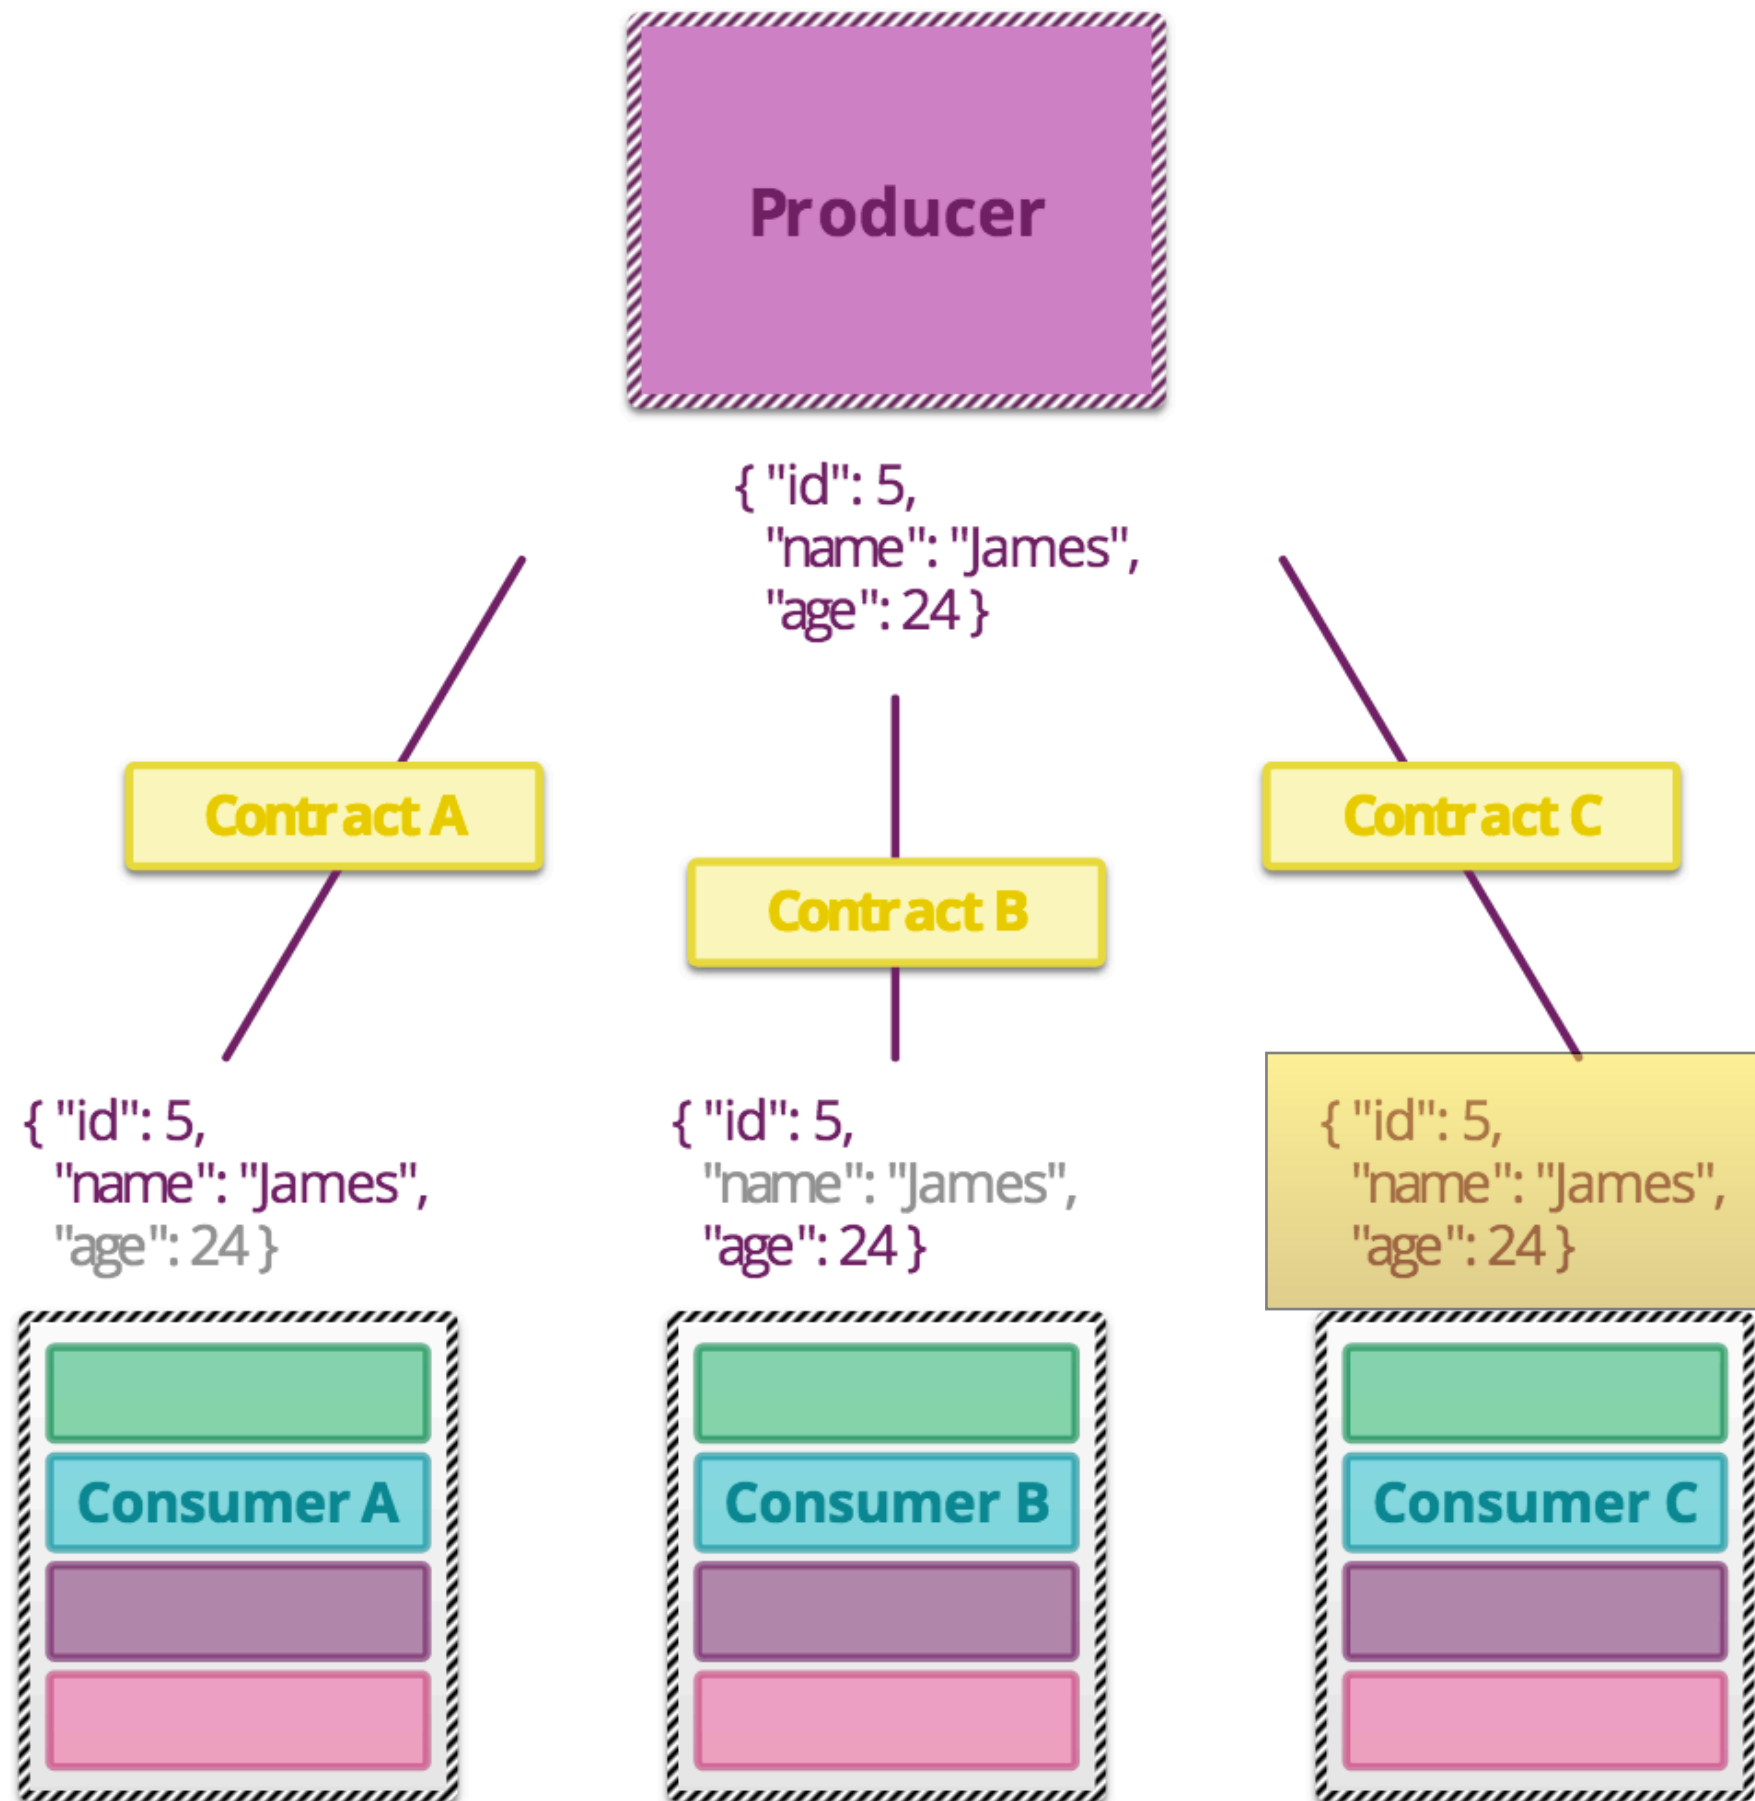 Producer
{ "id": 5,
"name": "James",
"age": 24 }
Contract A
Contract B
Contract C
{ "id": 5,
"name": "James",
"age": 24 }
{ "id": 5,
"name": "James",
"age": 24 }
{ "id": 5,
"name": "James",
"age": 24 }
Consumer A
Consumer B
Consumer C